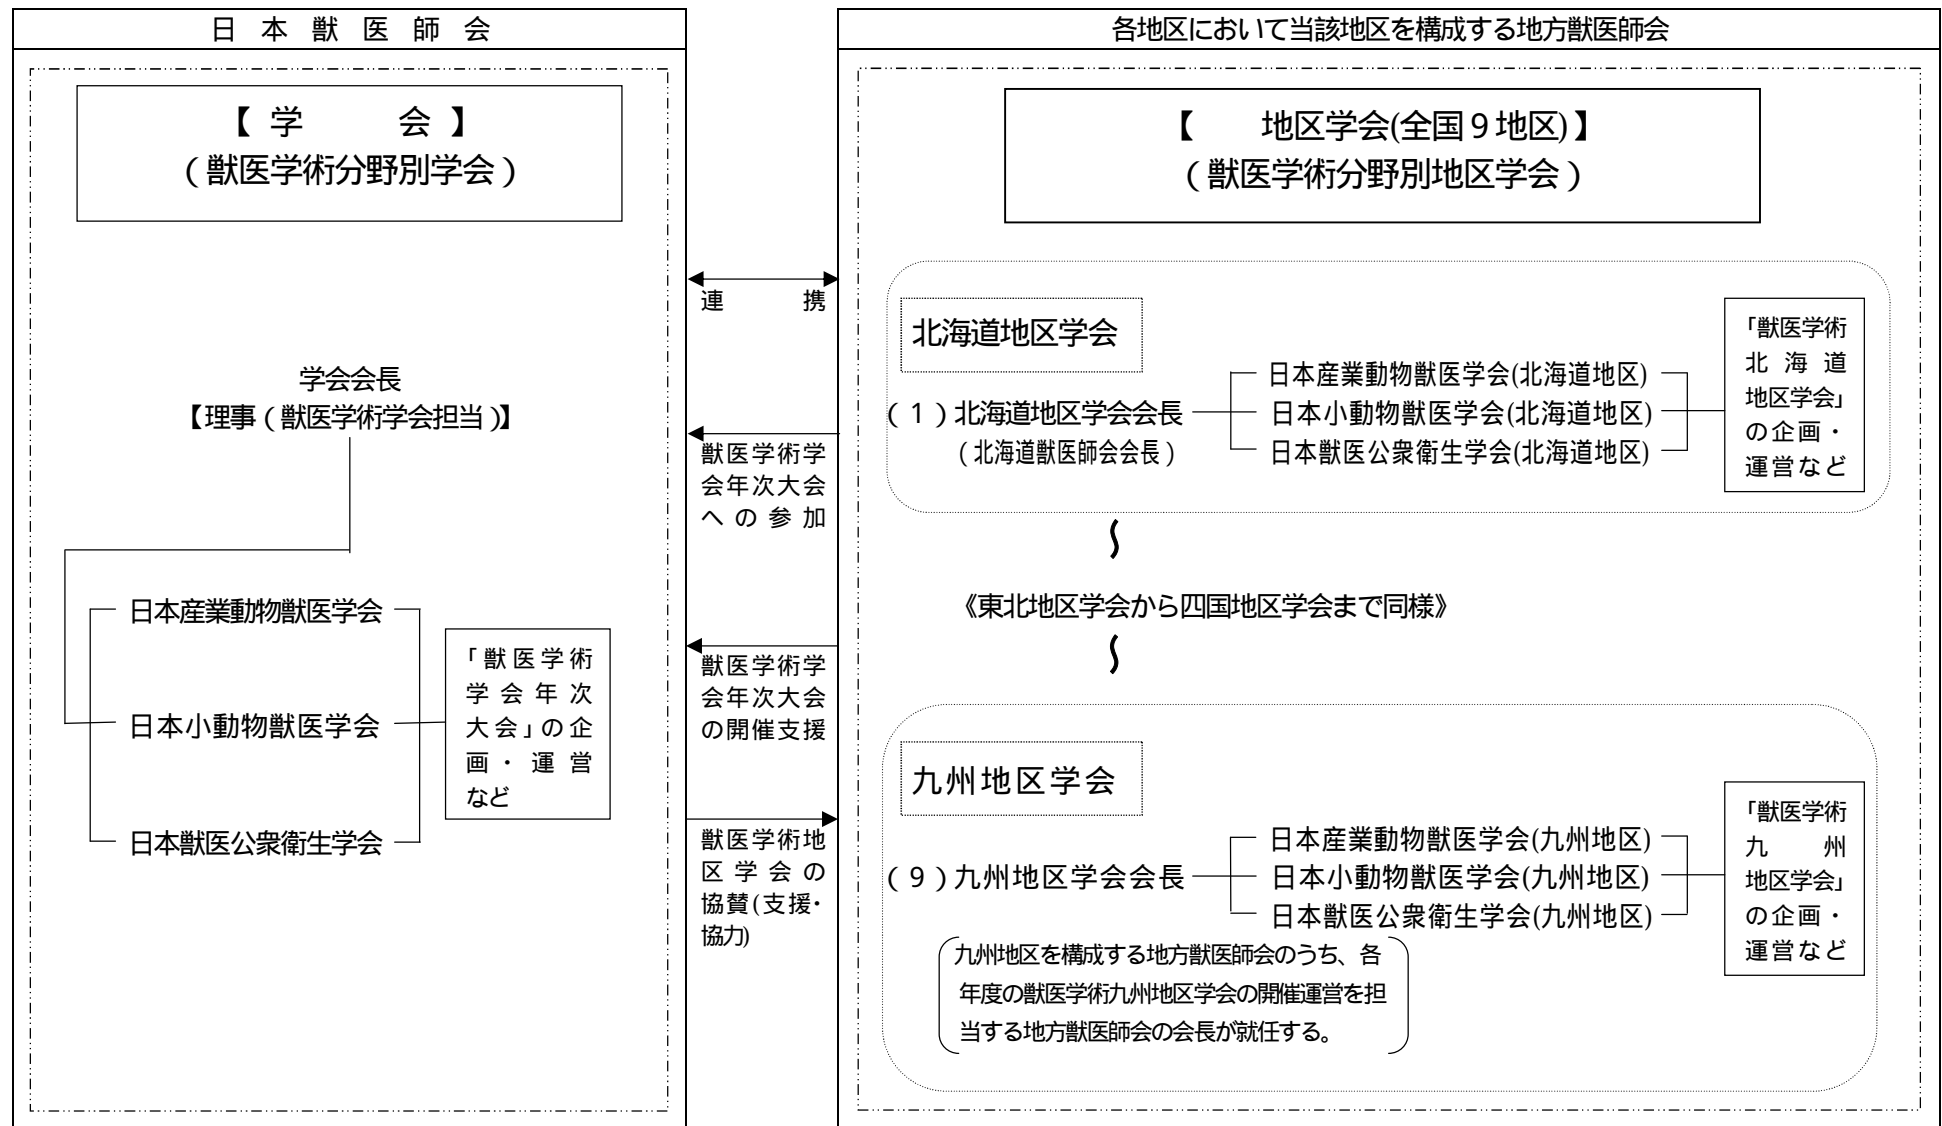 日本獣医師会
【学　　会】
（獣医学術分野別学会）
学会会長
【理事（獣医学術学会担当）】
日本産業動物獣医学会
日本小動物獣医学会
日本獣医公衆衛生学会
「獣医学術
学会年次
大会」の企
画・運営
など
連　　携
獣医学術学
会年次大会
への参加
獣医学術学
会年次大会
の開催支援
獣医学術地
区学会の
協賛(支援・
協力)
各地区において当該地区を構成する地方獣医師会
【　　地区学会(全国９地区)】
（獣医学術分野別地区学会）
北海道地区学会
（１）北海道地区学会会長
（北海道獣医師会会長）
日本産業動物獣医学会(北海道地区)
日本小動物獣医学会(北海道地区)
日本獣医公衆衛生学会(北海道地区)
「獣医学術
北海道
地区学会」
の企画・
運営など
《東北地区学会から四国地区学会まで同様》
九州地区学会
（９）九州地区学会会長
日本産業動物獣医学会(九州地区)
日本小動物獣医学会(九州地区)
日本獣医公衆衛生学会(九州地区)
「獣医学術
九　　州
地区学会」
の企画・
運営など
九州地区を構成する地方獣医師会のうち、各
年度の獣医学術九州地区学会の開催運営を担
当する地方獣医師会の会長が就任する。